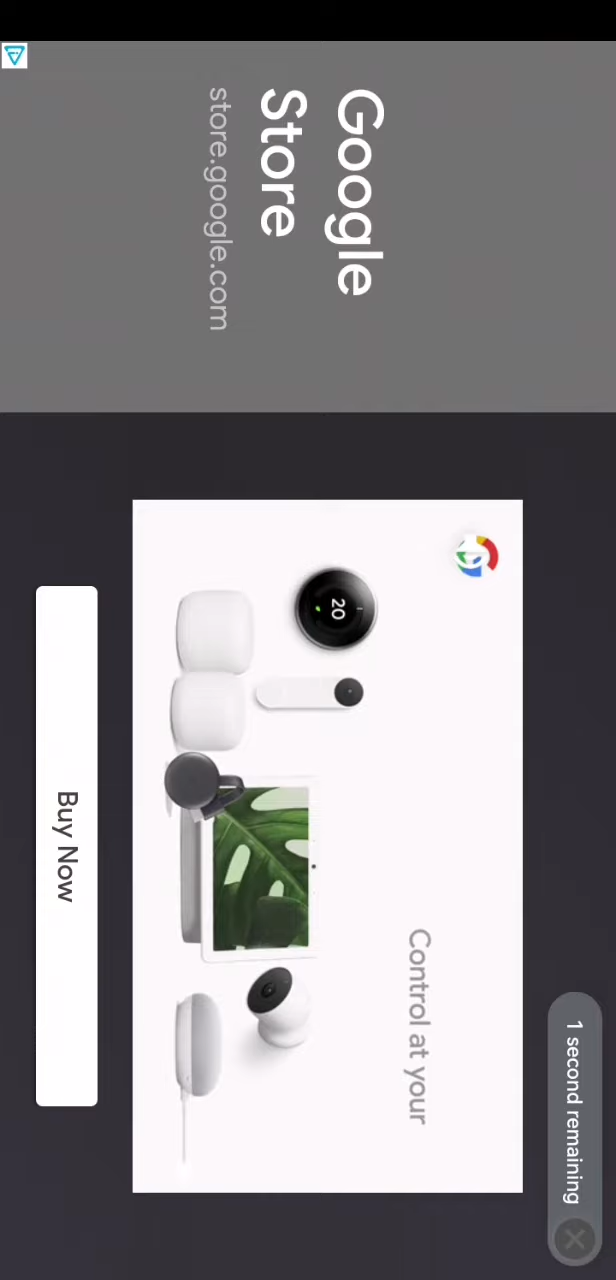 1 second remaining
Google
Store
store.google.com
20
Control at your
Buy Now